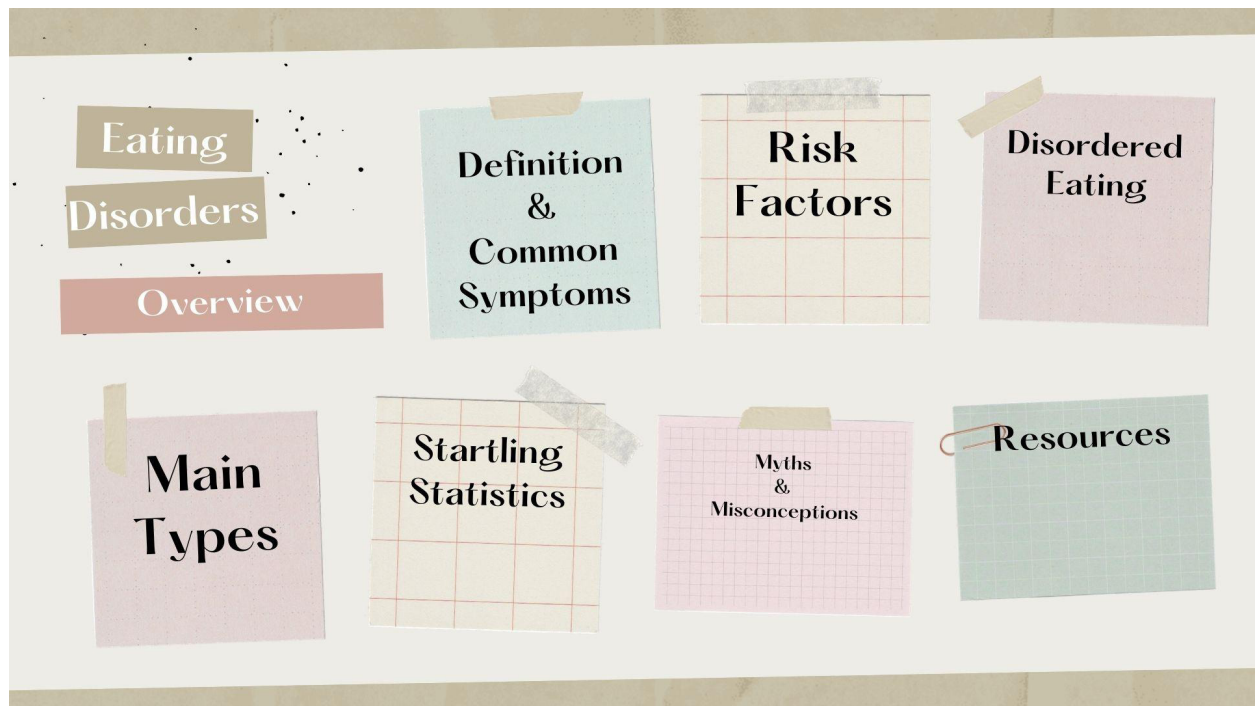 Eating
Disorders
Overview
Definition
&
Common
Symptoms
Risk
Factors
Disordered
Eating
Main
Types
Startling
Statistics
Myths
&
Misconceptions
Resources